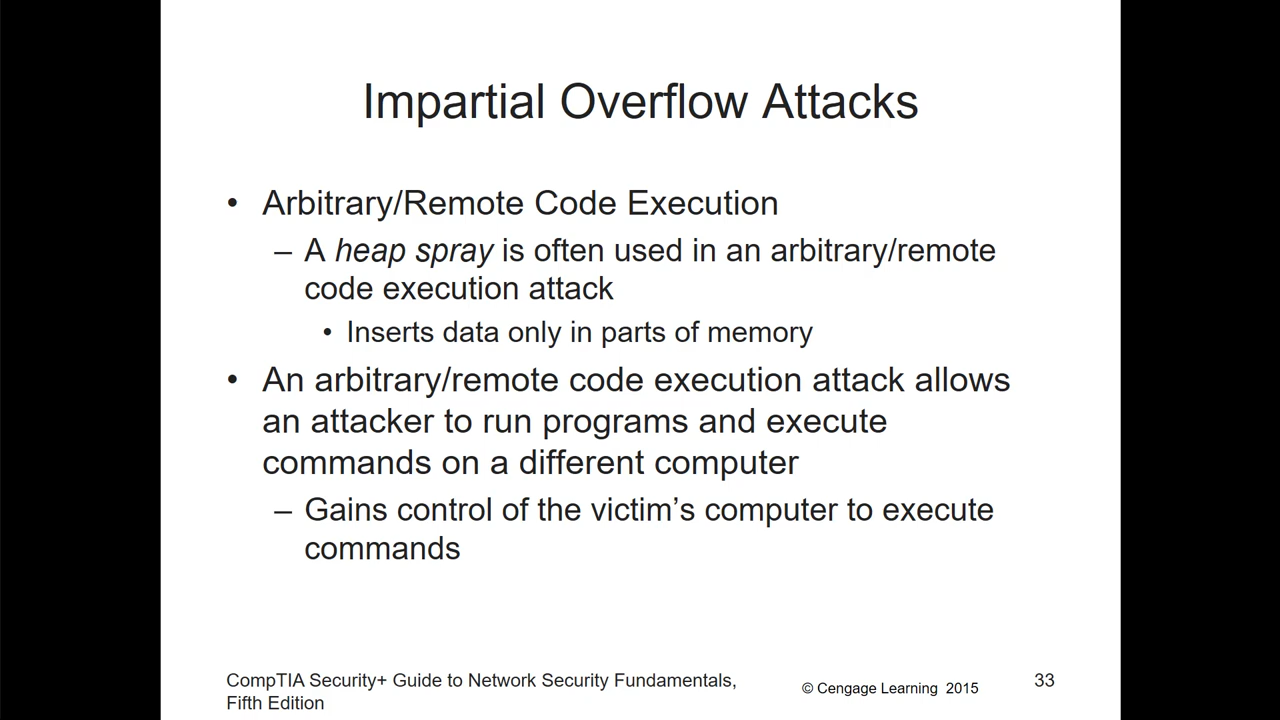 Impartial Overflow Attacks
• Arbitrary/Remote Code Execution
– A heap spray is often used in an arbitrary/remote
code execution attack
• Inserts data only in parts of memory
• An arbitrary/remote code execution attack allows
an attacker to run programs and execute
commands on a different computer
– Gains control of the victim’s computer to execute
commands
CompTIA Security+ Guide to Network Security Fundamentals,
Fifth Edition
© Cengage Learning 2015
33